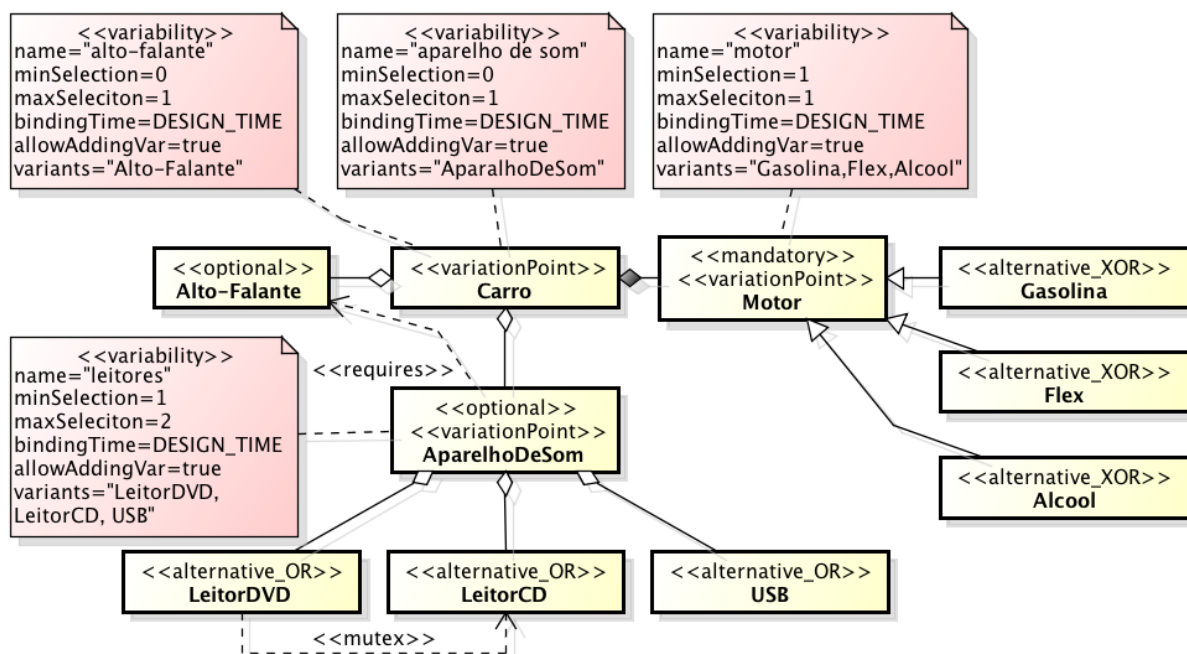 <<variability>>
name="alto-falante"
minSelection=0
maxSeleciton=1
bindingTime=DESIGN_TIME
allowAddingVar=true
variants="Alto-Falante"
<<variability>>
name="aparelho de som"
minSelection=0
maxSeleciton=1
bindingTime=DESIGN_TIME
allowAddingVar=true
variants="AparalhoDeSom"
<<variability>>
name="motor"
minSelection=1
maxSeleciton=1
bindingTime=DESIGN_TIME
allowAddingVar=true
variants="Gasolina,Flex,Alcool"
<<optional>>
Alto-Falante
<<variationPoint>>
Carro
<<mandatory>>
<<variationPoint>>
Motor
<<alternative_XOR>>
Gasolina
<<alternative_XOR>>
Flex
<<alternative_XOR>>
Alcool
<<variability>>
name="leitores"
minSelection=1
maxSeleciton=2
bindingTime=DESIGN_TIME
allowAddingVar=true
variants="LeitorDVD,
LeitorCD, USB"
<<requires>>
<<optional>>
<<variationPoint>>
AparelhoDeSom
<<alternative_OR>>
LeitorDVD
<<alternative_OR>>
LeitorCD
<<alternative_OR>>
USB
<<mutex>>